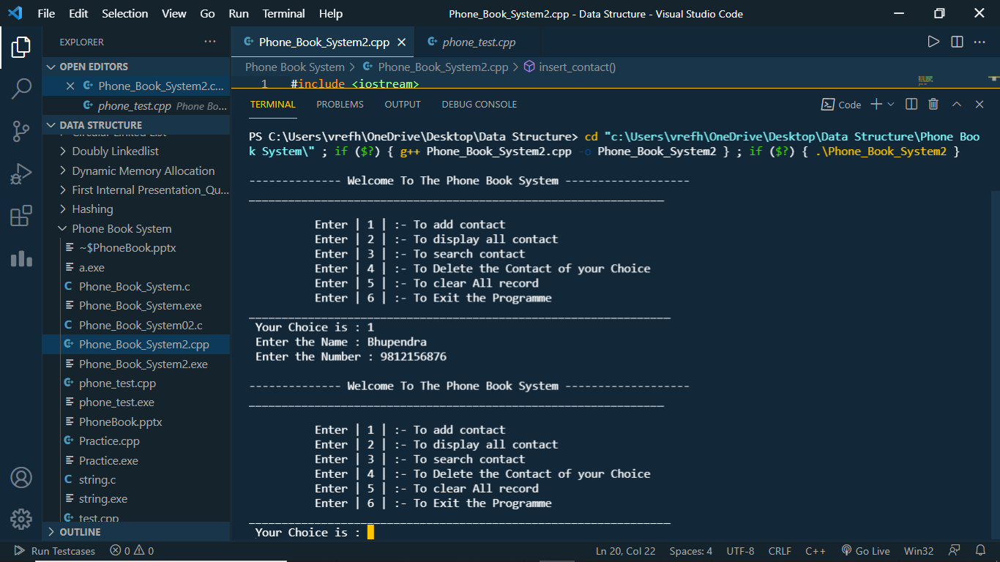 File Edit Selection View Go Run Terminal Help
Phone_Book_System2.cpp - Data Structure - Visual Studio Code
EXPLORER
OPEN EDITORS
Phone_Book_System2.c...
phone_test.cpp Phone Bo...
DATA STRUCTURE
Circular Linked List
Doubly Linkedlist
Dynamic Memory Allocation
First Internal Presentation_Qu...
Hashing
Phone Book System
~$PhoneBook.pptx
a.exe
Phone_Book_System.c
Phone_Book_System.exe
Phone_Book_System02.c
Phone_Book_System2.cpp
Phone_Book_System2.exe
phone_test.cpp
phone_test.exe
PhoneBook.pptx
Practice.cpp
Practice.exe
string.c
string.exe
test.cpp
OUTLINE
Phone_Book_System2.cpp phone_test.cpp
Phone Book System > Phone_Book_System2.cpp > insert_contact()
1 #include <iostream>
TERMINAL PROBLEMS OUTPUT DEBUG CONSOLE
Code
PS C:\Users\vrefh\OneDrive\Desktop\Data Structure> cd "c:\Users\vrefh\OneDrive\Desktop\Data Structure\Phone Boo
k System\" ; if ($?) { g++ Phone_Book_System2.cpp -o Phone_Book_System2 } ; if ($?) { .\Phone_Book_System2 }
-------------- Welcome To The Phone Book System -------------------
_______________________________________________________________
Enter | 1 | :- To add contact
Enter | 2 | :- To display all contact
Enter | 3 | :- To search contact
Enter | 4 | :- To Delete the Contact of your Choice
Enter | 5 | :- To clear All record
Enter | 6 | :- To Exit the Programme
________________________________________________________________
Your Choice is : 1
Enter the Name : Bhupendra
Enter the Number : 9812156876
-------------- Welcome To The Phone Book System -------------------
_______________________________________________________________
Enter | 1 | :- To add contact
Enter | 2 | :- To display all contact
Enter | 3 | :- To search contact
Enter | 4 | :- To Delete the Contact of your Choice
Enter | 5 | :- To clear All record
Enter | 6 | :- To Exit the Programme
________________________________________________________________
Your Choice is :
Run Testcases 0 0
Ln 20, Col 22 Spaces: 4 UTF-8 CRLF C++ Go Live Win32